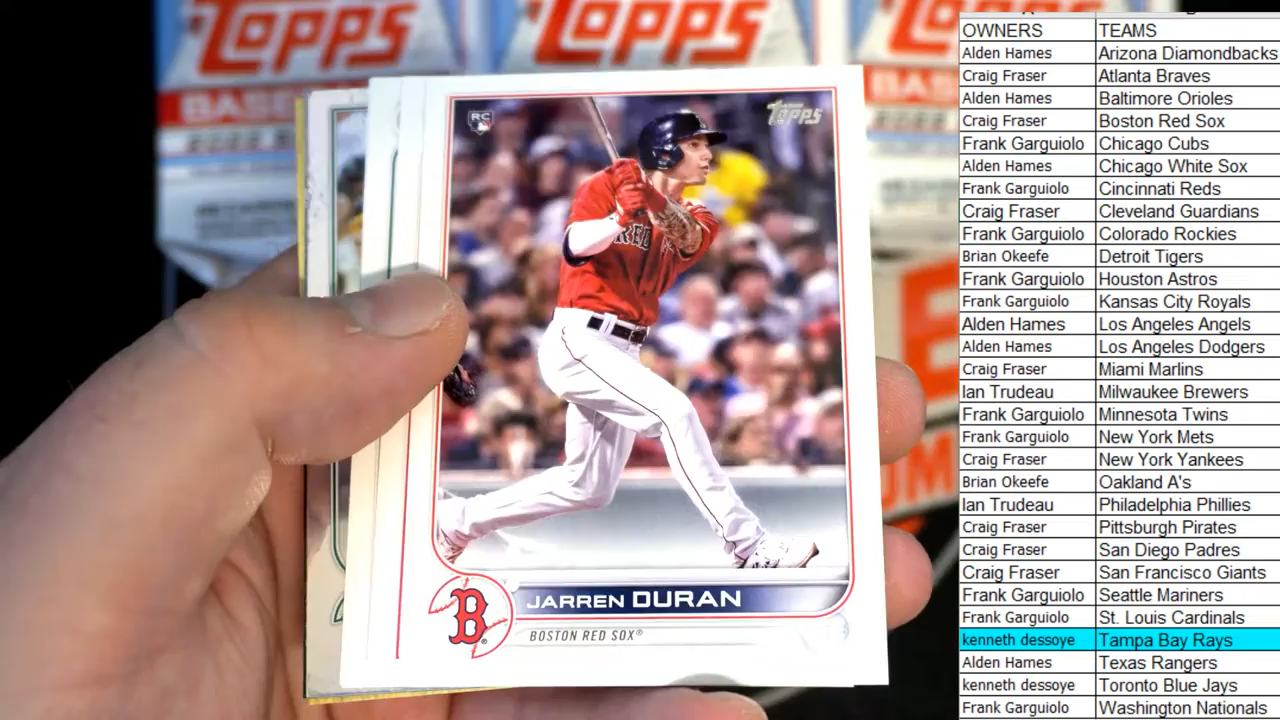 Topps
Topps
BASEBALL
RC
Topps
RED
B
JARREN DURAN
BOSTON RED SOX®
OWNERS TEAMS
Alden Hames Arizona Diamondbacks
Craig Fraser Atlanta Braves
Alden Hames Baltimore Orioles
Craig Fraser Boston Red Sox
Frank Garguiolo Chicago Cubs
Alden Hames Chicago White Sox
Frank Garguiolo Cincinnati Reds
Craig Fraser Cleveland Guardians
Frank Garguiolo Colorado Rockies
Brian Okeefe Detroit Tigers
Frank Garguiolo Houston Astros
Frank Garguiolo Kansas City Royals
Alden Hames Los Angeles Angels
Alden Hames Los Angeles Dodgers
Craig Fraser Miami Marlins
Ian Trudeau Milwaukee Brewers
Frank Garguiolo Minnesota Twins
Frank Garguiolo New York Mets
Craig Fraser New York Yankees
Brian Okeefe Oakland A's
Ian Trudeau Philadelphia Phillies
Craig Fraser Pittsburgh Pirates
Craig Fraser San Diego Padres
Craig Fraser San Francisco Giants
Frank Garguiolo Seattle Mariners
Frank Garguiolo St. Louis Cardinals
kenneth dessoye Tampa Bay Rays
Alden Hames Texas Rangers
kenneth dessoye Toronto Blue Jays
Frank Garguiolo Washington Nationals